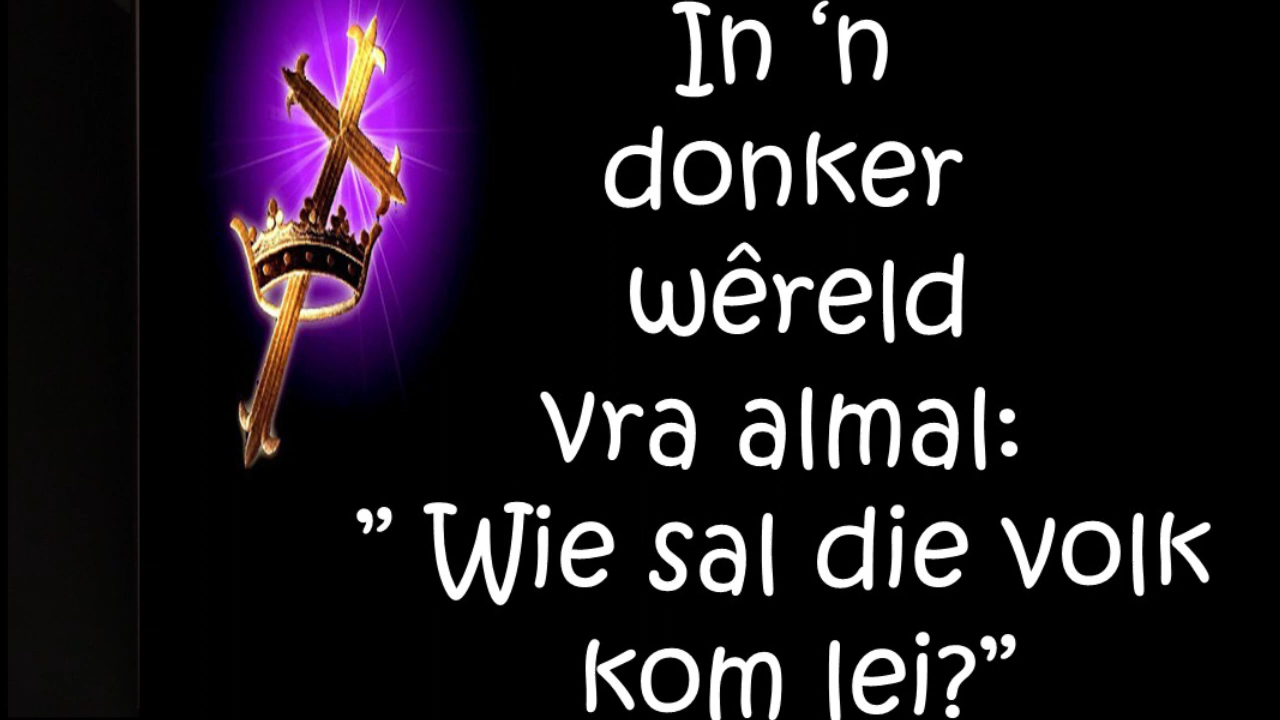 In ‘n
donker
wêreld
vra almal:
” Wie sal die volk
kom lei?”